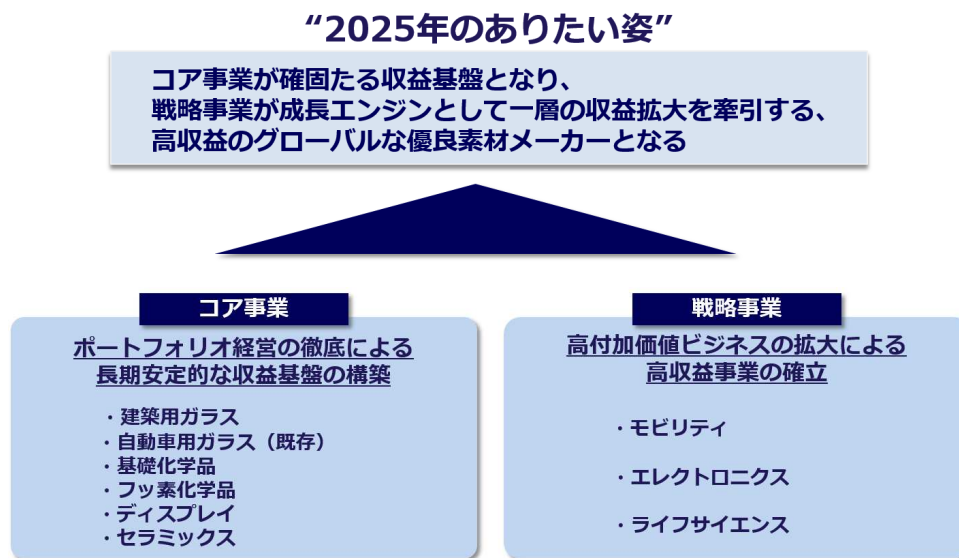 “2025年のありたい姿”
コア事業が確固たる収益基盤となり、
戦略事業が成長エンジンとして一層の収益拡大を牽引する、
高収益のグローバルな優良素材メーカーとなる
コア事業
ポートフォリオ経営の徹底による
長期安定的な収益基盤の構築
・建築用ガラス
・自動車用ガラス（既存）
・基礎化学品
・フッ素化学品
・ディスプレイ
・セラミックス
戦略事業
高付加価値ビジネスの拡大による
高収益事業の確立
・モビリティ
・エレクトロニクス
・ライフサイエンス